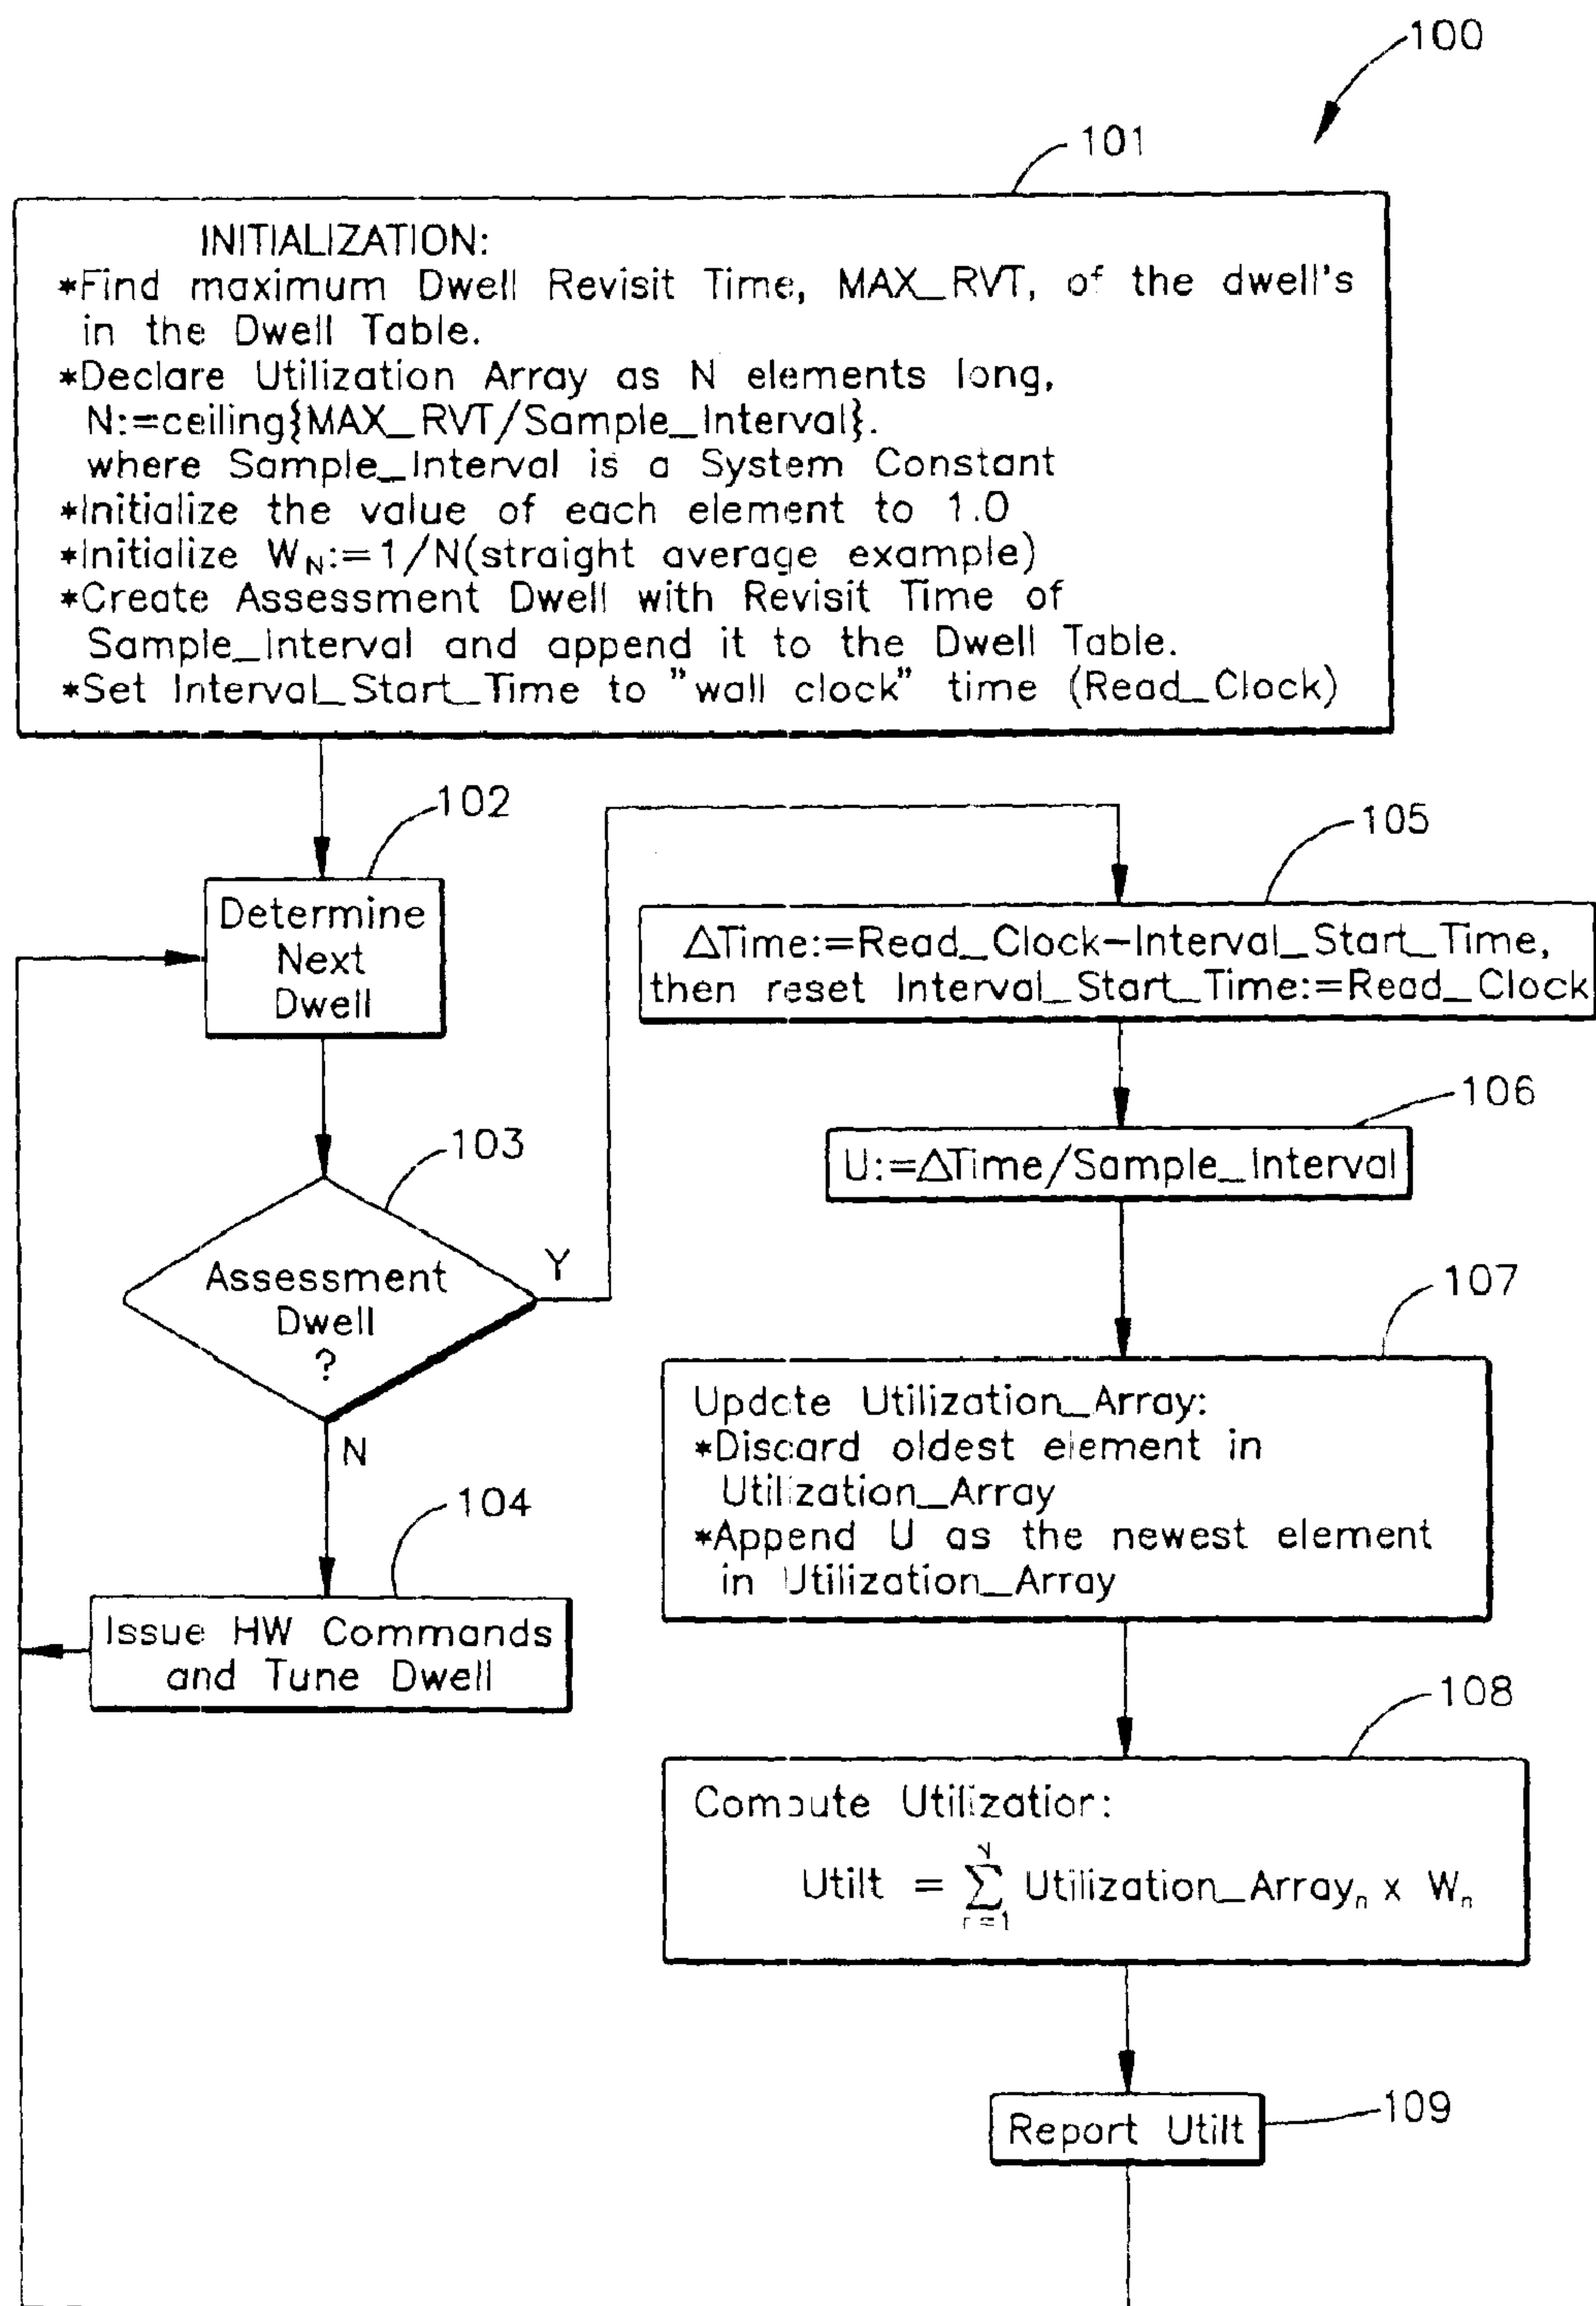 100
101
INITIALIZATION:
*Find maximum Dwell Revisit Time, MAX_RVT, of the dwell's
in the Dwell Table.
*Declare Utilization Array as N elements long,
N:=ceiling{MAX_RVT/Sample_Interval}.
where Sample_Interval is a System Constant
*Initialize the value of each element to 1.0
*Initialize W_N:=1/N(straight average example)
*Create Assessment Dwell with Revisit Time of
Sample_Interval and append it to the Dwell Table.
*Set Interval_Start_Time to "wall clock" time (Read_Clock)
102
Determine
Next
Dwell
103
Assessment
Dwell
?
Y
N
104
Issue HW Commands
and Tune Dwell
105
ΔTime:=Read_Clock–Interval_Start_Time,
then reset Interval_Start_Time:=Read_Clock
106
U:=ΔTime/Sample_Interval
107
Update Utilization_Array:
*Discard oldest element in
Utilization_Array
*Append U as the newest element
in Utilization_Array
108
Compute Utilization:
Utilt = ∑_{n=1}^{N} Utilization_Array_n x W_n
109
Report Utilt